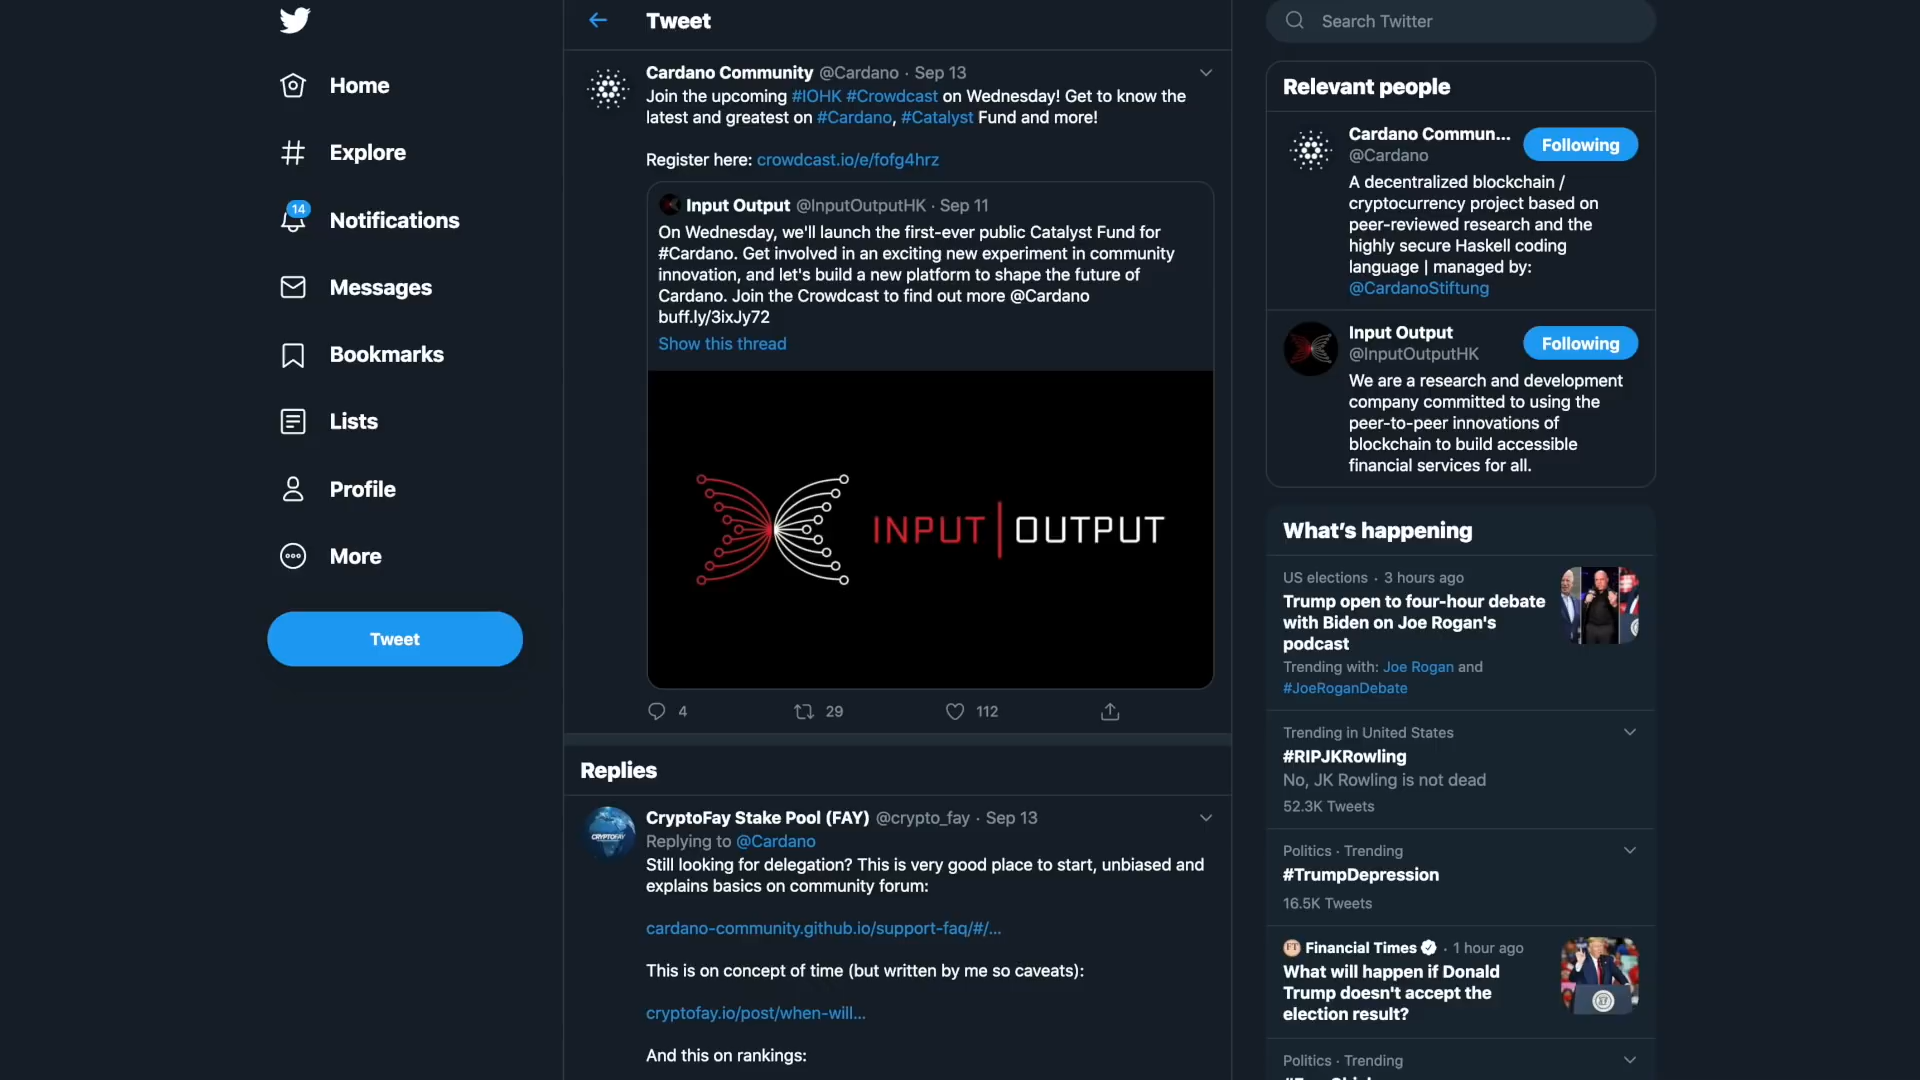 Home
Explore
14
Notifications
Messages
Bookmarks
Lists
Profile
More
Tweet
Tweet
Cardano Community @Cardano · Sep 13
Join the upcoming #IOHK #Crowdcast on Wednesday! Get to know the
latest and greatest on #Cardano, #Catalyst Fund and more!
Register here: crowdcast.io/e/fofg4hrz
Input Output @InputOutputHK · Sep 11
On Wednesday, we'll launch the first-ever public Catalyst Fund for
#Cardano. Get involved in an exciting new experiment in community
innovation, and let's build a new platform to shape the future of
Cardano. Join the Crowdcast to find out more @Cardano
buff.ly/3ixJy72
Show this thread
INPUT | OUTPUT
4
29
112
Replies
CryptoFay Stake Pool (FAY) @crypto_fay · Sep 13
Replying to @Cardano
Still looking for delegation? This is very good place to start, unbiased and
explains basics on community forum:
cardano-community.github.io/support-faq/#/...
This is on concept of time (but written by me so caveats):
cryptofay.io/post/when-will...
And this on rankings:
CRYPTOFAY
Search Twitter
Relevant people
Cardano Commun...
@Cardano
Following
A decentralized blockchain /
cryptocurrency project based on
peer-reviewed research and the
highly secure Haskell coding
language | managed by:
@CardanoStiftung
Input Output
@InputOutputHK
Following
We are a research and development
company committed to using the
peer-to-peer innovations of
blockchain to build accessible
financial services for all.
What's happening
US elections · 3 hours ago
Trump open to four-hour debate
with Biden on Joe Rogan's
podcast
Trending with: Joe Rogan and
#JoeRoganDebate
Trending in United States
#RIPJKRowling
No, JK Rowling is not dead
52.3K Tweets
Politics · Trending
#TrumpDepression
16.5K Tweets
FT Financial Times · 1 hour ago
What will happen if Donald
Trump doesn't accept the
election result?
Politics · Trending